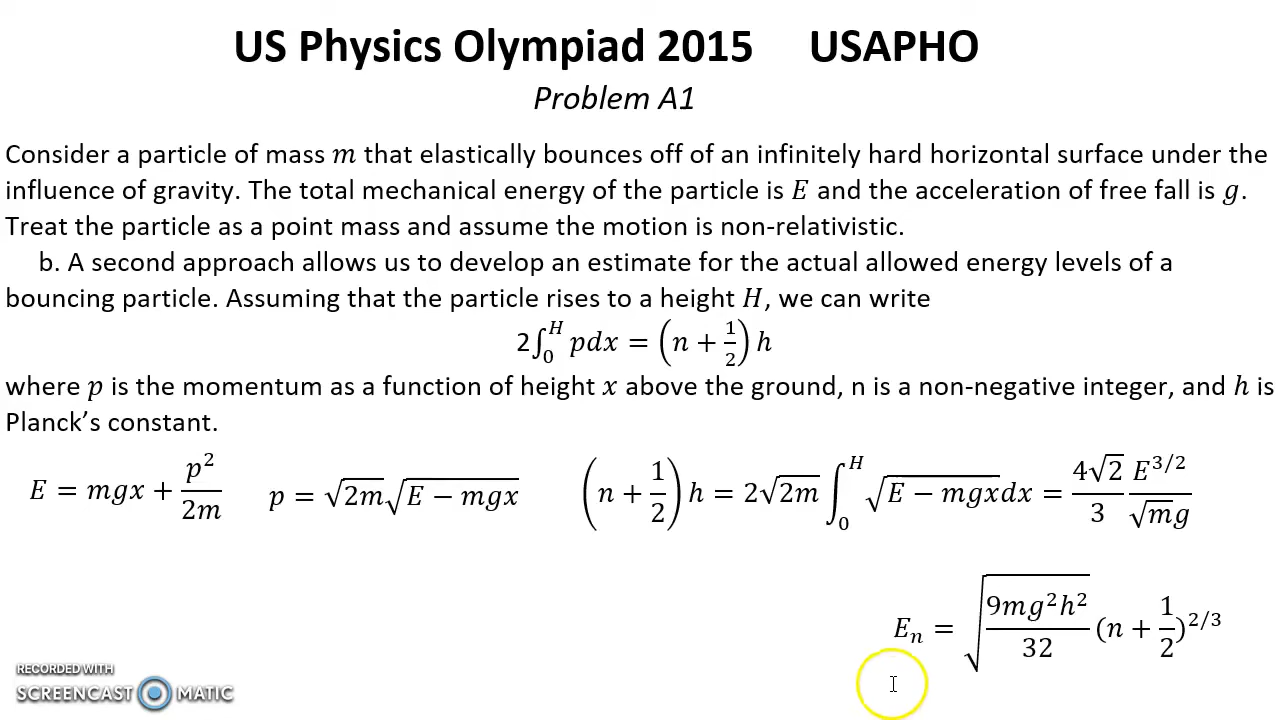 US Physics Olympiad 2015 USAPHO
Problem A1
Consider a particle of mass 𝑚 that elastically bounces off of an infinitely hard horizontal surface under the
influence of gravity. The total mechanical energy of the particle is 𝐸 and the acceleration of free fall is 𝑔.
Treat the particle as a point mass and assume the motion is non-relativistic.
b. A second approach allows us to develop an estimate for the actual allowed energy levels of a
bouncing particle. Assuming that the particle rises to a height 𝐻, we can write
2∫₀ᴴ 𝑝𝑑𝑥 = (𝑛 + 1/2) ℎ
where 𝑝 is the momentum as a function of height 𝑥 above the ground, n is a non-negative integer, and ℎ is
Planck’s constant.
𝐸 = 𝑚𝑔𝑥 + 𝑝²/2𝑚 𝑝 = √(2𝑚)√(𝐸 − 𝑚𝑔𝑥) (𝑛 + 1/2) ℎ = 2√(2𝑚) ∫₀ᴴ √(𝐸 − 𝑚𝑔𝑥)𝑑𝑥 = 4√2/3 𝐸^(3/2)/(√𝑚𝑔)
𝐸ₙ = √(9𝑚𝑔²ℎ²/32) (𝑛 + 1/2)^(2/3)
RECORDED WITH
SCREENCAST MATIC